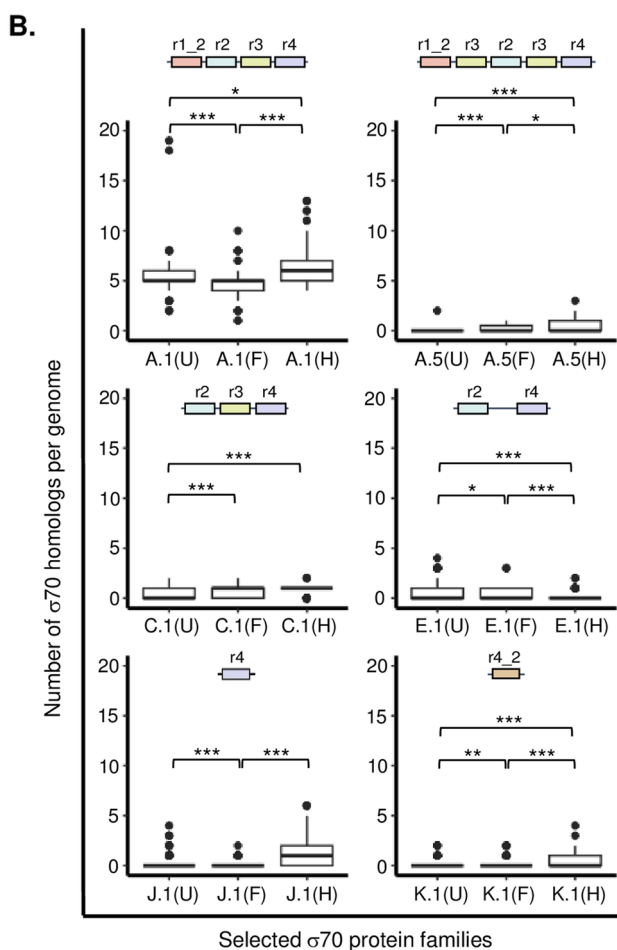 B.
r1_2 r2 r3 r4
* 
*** ***
20
15
10
5
0
A.1(U) A.1(F) A.1(H)
r1_2 r3 r2 r3 r4
***
*** *
20
15
10
5
0
A.5(U) A.5(F) A.5(H)
r2 r3 r4
***
***
20
15
10
5
0
C.1(U) C.1(F) C.1(H)
r2 r4
***
* ***
20
15
10
5
0
E.1(U) E.1(F) E.1(H)
r4
*** ***
20
15
10
5
0
J.1(U) J.1(F) J.1(H)
r4_2
***
** ***
20
15
10
5
0
K.1(U) K.1(F) K.1(H)
Number of σ70 homologs per genome
Selected σ70 protein families